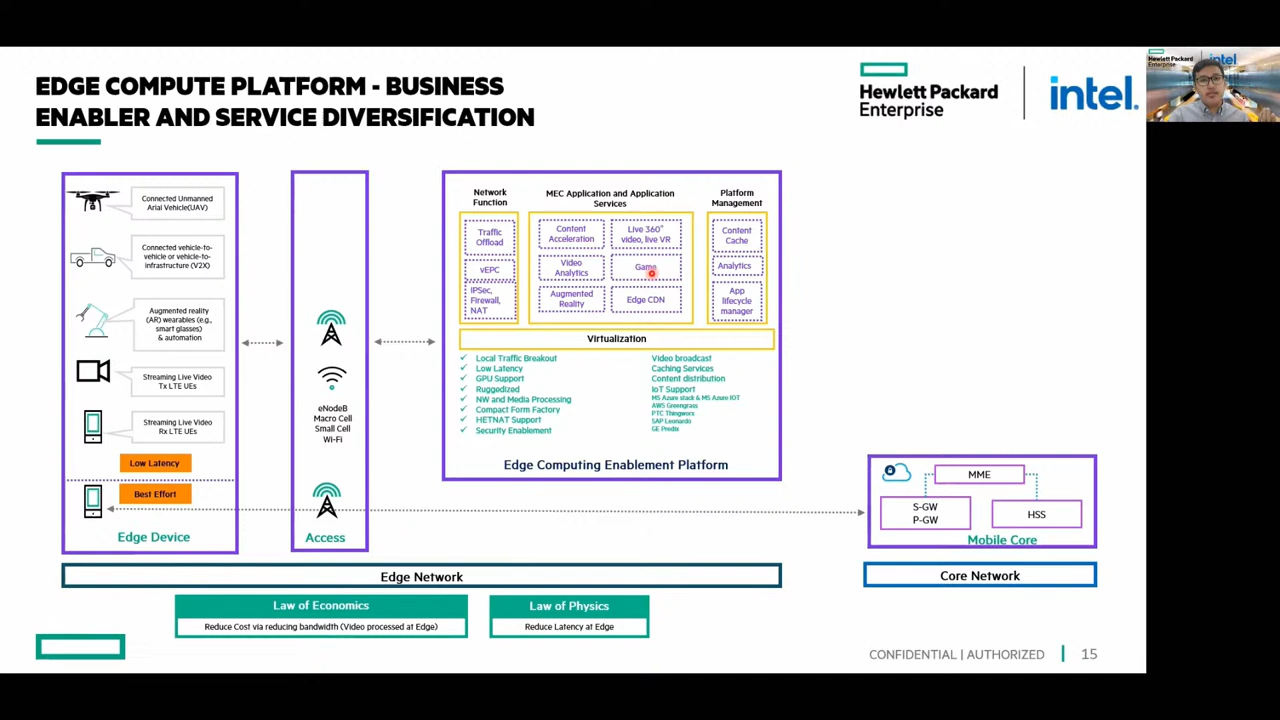 EDGE COMPUTE PLATFORM - BUSINESS
ENABLER AND SERVICE DIVERSIFICATION
Hewlett Packard
Enterprise
intel.
Hewlett Packard
Enterprise
intel
Connected Unmanned
Arial Vehicle(UAV)
Connected vehicle-to-
vehicle or vehicle-to-
infrastructure (V2X)
Augmented reality
(AR) wearables (e.g.,
smart glasses)
& automation
Streaming Live Video
Tx LTE UEs
Streaming Live Video
Rx LTE UEs
Low Latency
Best Effort
Edge Device
eNodeB
Macro Cell
Small Cell
Wi-Fi
Access
Network
Function
Traffic
Offload
vEPC
IPSec,
Firewall,
NAT
MEC Application and Application
Services
Content
Acceleration
Live 360°
video, live VR
Video
Analytics
Game
Augmented
Reality
Edge CDN
Platform
Management
Content
Cache
Analytics
App
lifecycle
manager
Virtualization
Local Traffic Breakout
Low Latency
GPU Support
Ruggedized
NW and Media Processing
Compact Form Factory
HETNAT Support
Security Enablement
Video broadcast
Caching Services
Content distribution
IoT Support
MS Azure stack & MS Azure IOT
AWS Greengrass
PTC Thingworx
SAP Leonardo
GE Predix
Edge Computing Enablement Platform
MME
S-GW
P-GW
HSS
Mobile Core
Edge Network
Core Network
Law of Economics
Reduce Cost via reducing bandwidth (Video processed at Edge)
Law of Physics
Reduce Latency at Edge
CONFIDENTIAL | AUTHORIZED
15